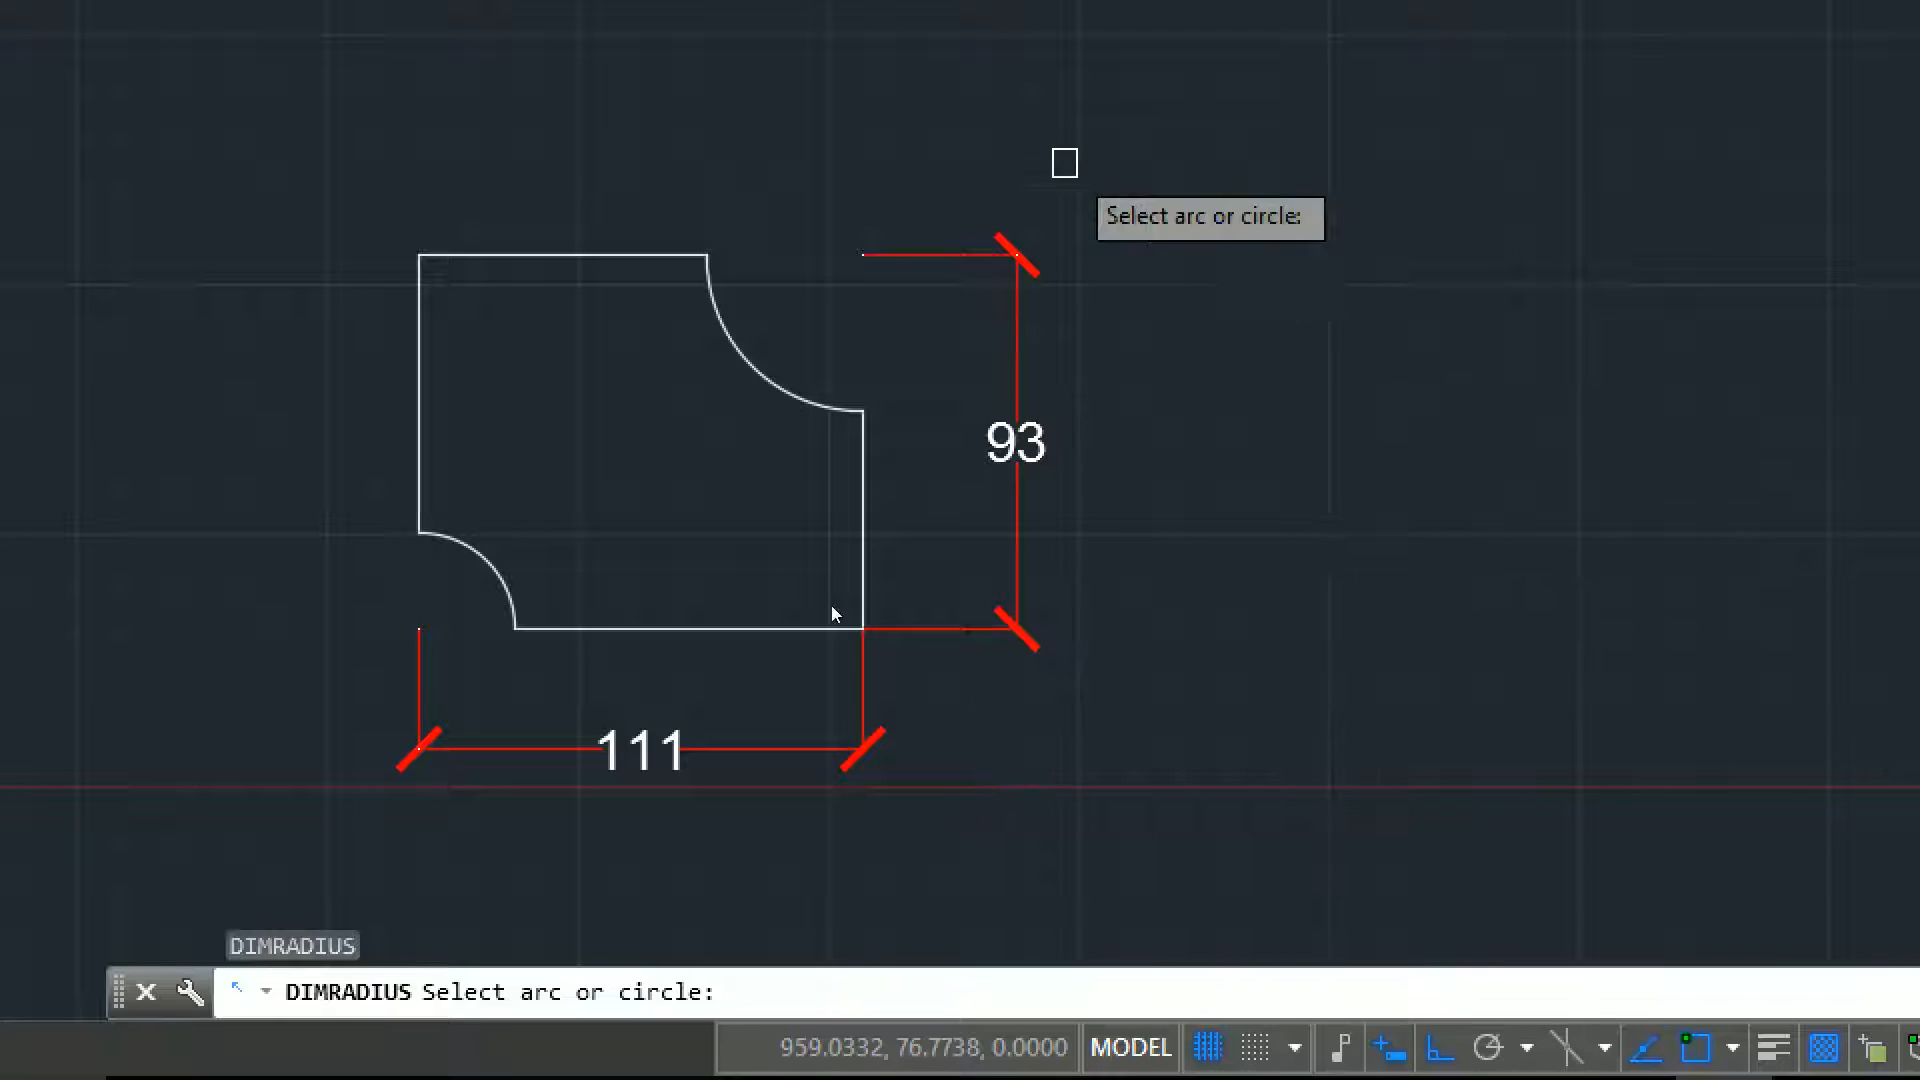 Select arc or circle:
93
111
DIMRADIUS
DIMRADIUS Select arc or circle:
959.0332, 76.7738, 0.0000 MODEL